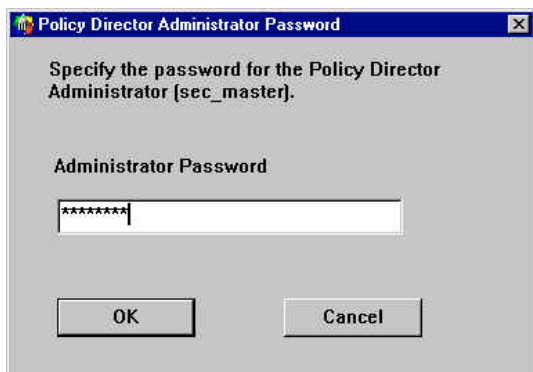 Policy Director Administrator Password
Specify the password for the Policy Director
Administrator (sec_master).
Administrator Password
********
OK
Cancel